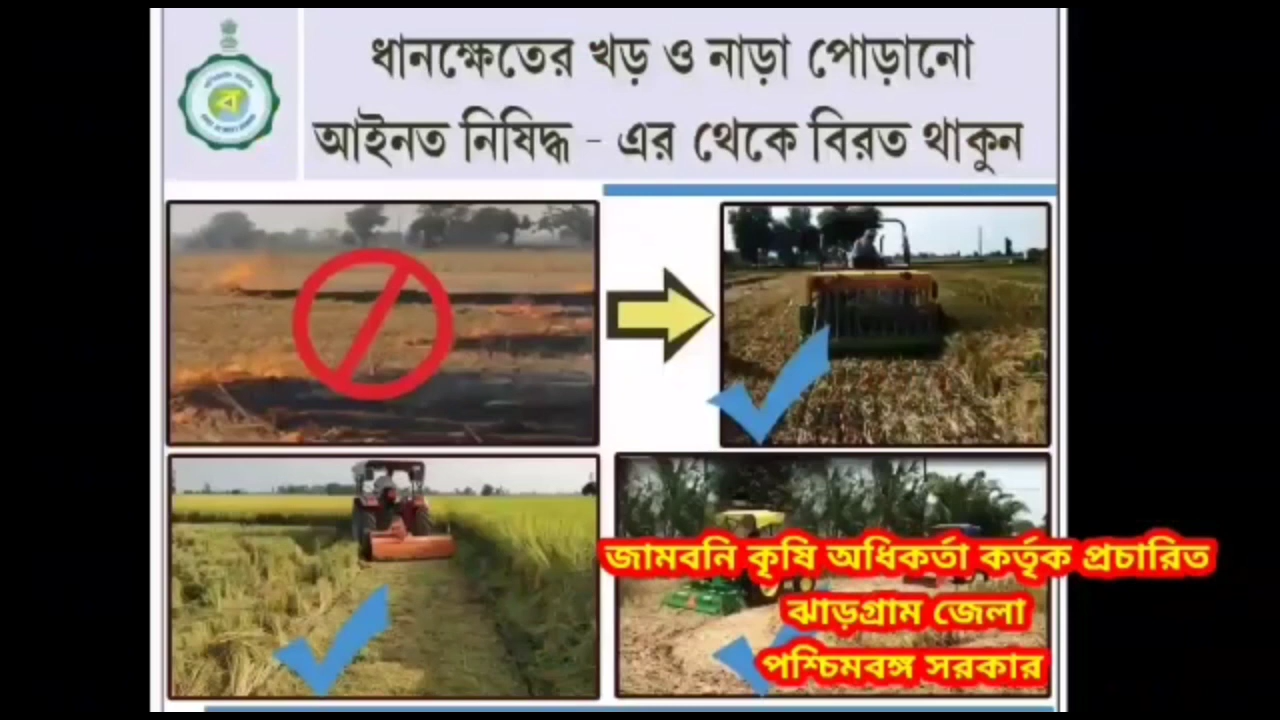 ধানক্ষেতের খড় ও নাড়া পোড়ানো
আইনত নিষিদ্ধ - এর থেকে বিরত থাকুন
ব
জামবনি কৃষি অধিকর্তা কর্তৃক প্রচারিত
ঝাড়গ্রাম জেলা
পশ্চিমবঙ্গ সরকার